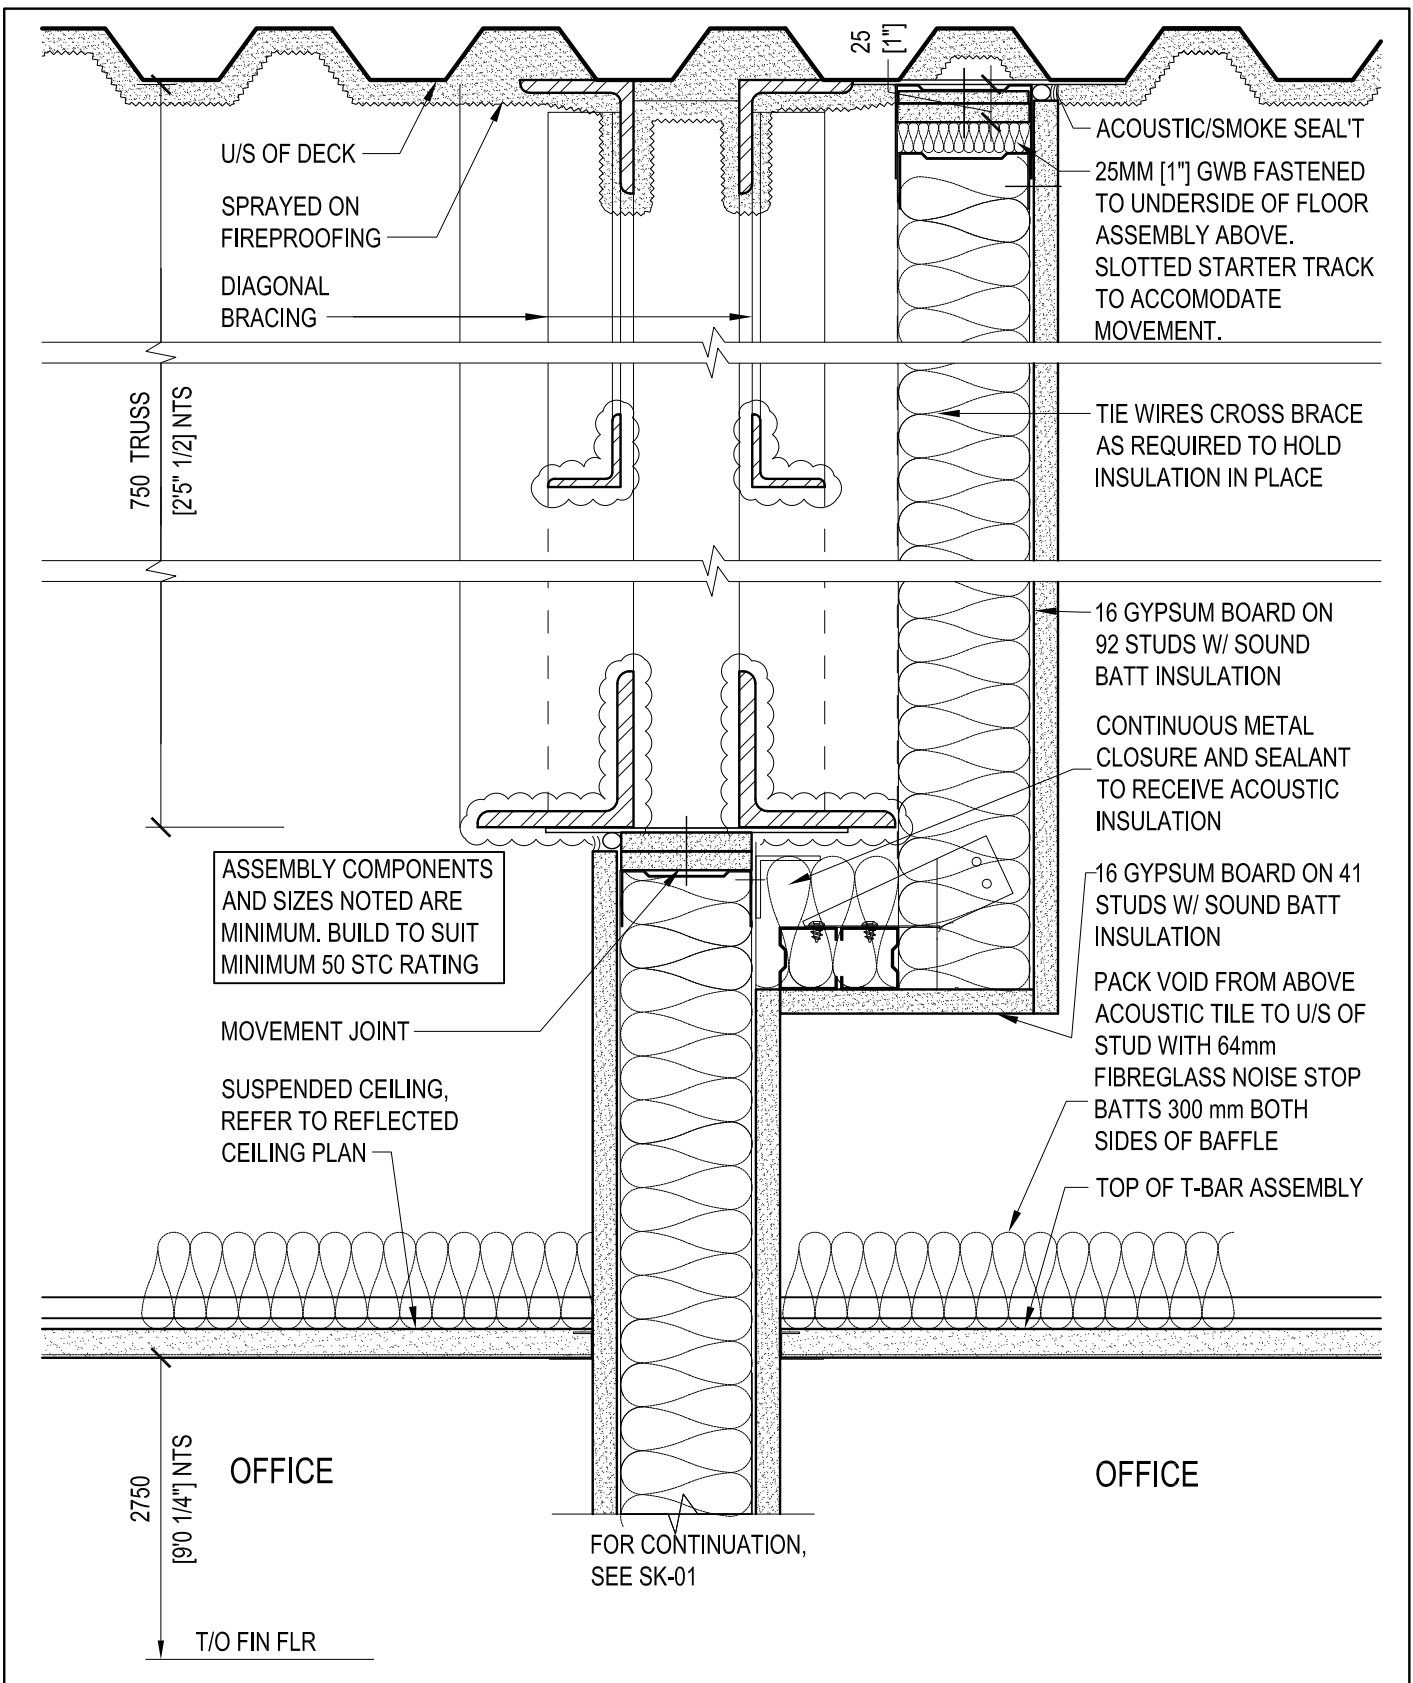 25
[1"]
U/S OF DECK
SPRAYED ON
FIREPROOFING
DIAGONAL
BRACING
ACOUSTIC/SMOKE SEAL'T
25MM [1"] GWB FASTENED
TO UNDERSIDE OF FLOOR
ASSEMBLY ABOVE.
SLOTTED STARTER TRACK
TO ACCOMODATE
MOVEMENT.
750 TRUSS
[2'5" 1/2] NTS
TIE WIRES CROSS BRACE
AS REQUIRED TO HOLD
INSULATION IN PLACE
16 GYPSUM BOARD ON
92 STUDS W/ SOUND
BATT INSULATION
CONTINUOUS METAL
CLOSURE AND SEALANT
TO RECEIVE ACOUSTIC
INSULATION
ASSEMBLY COMPONENTS
AND SIZES NOTED ARE
MINIMUM. BUILD TO SUIT
MINIMUM 50 STC RATING
16 GYPSUM BOARD ON 41
STUDS W/ SOUND BATT
INSULATION
MOVEMENT JOINT
PACK VOID FROM ABOVE
ACOUSTIC TILE TO U/S OF
STUD WITH 64mm
FIBREGLASS NOISE STOP
BATTS 300 mm BOTH
SIDES OF BAFFLE
SUSPENDED CEILING,
REFER TO REFLECTED
CEILING PLAN
TOP OF T-BAR ASSEMBLY
OFFICE
OFFICE
2750
[9'0 1/4"] NTS
FOR CONTINUATION,
SEE SK-01
T/O FIN FLR